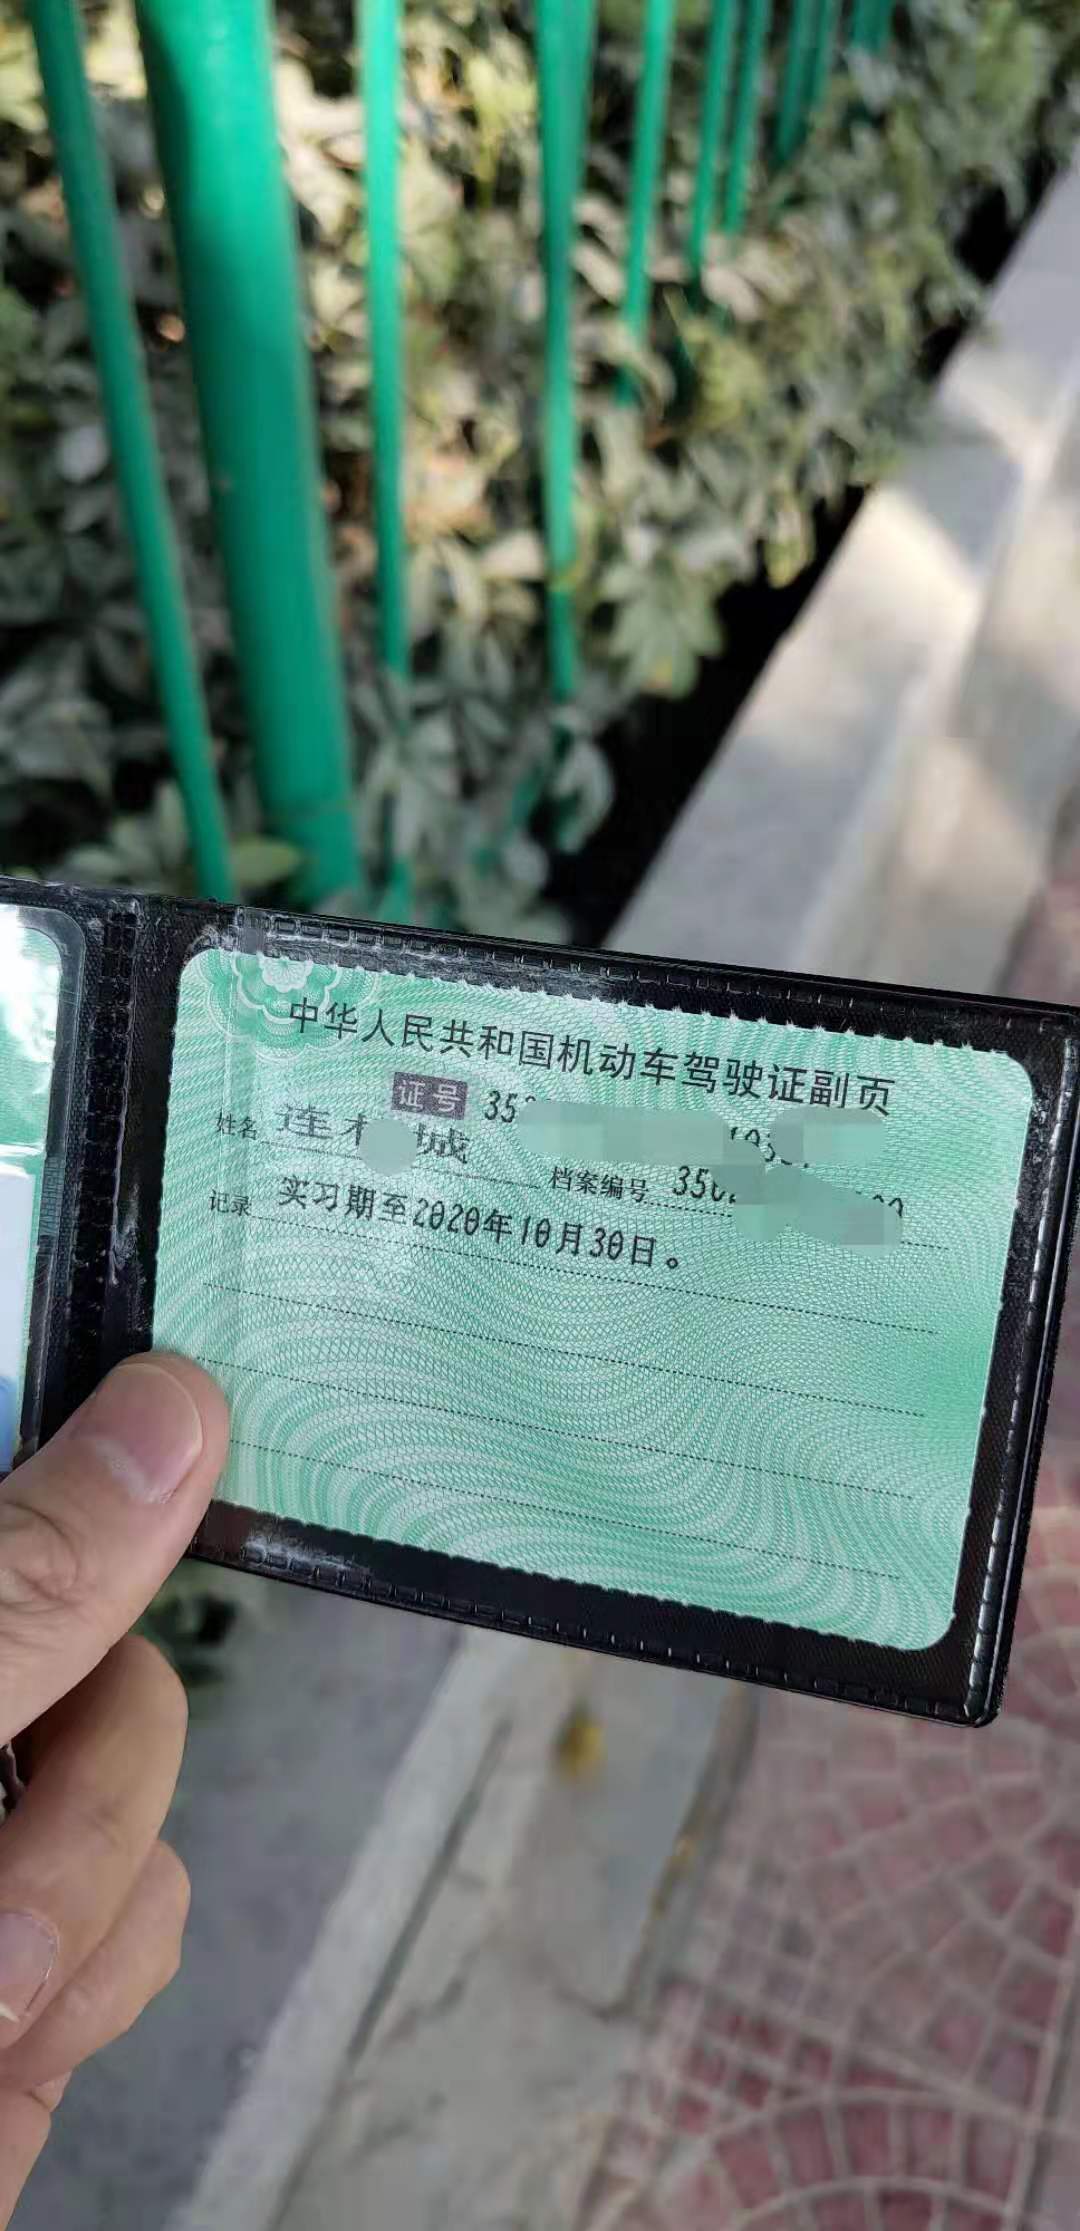 中华人民共和国机动车驾驶证副页
证号 35
姓名 连 城 档案编号 350
记录 实习期至2020年10月30日。